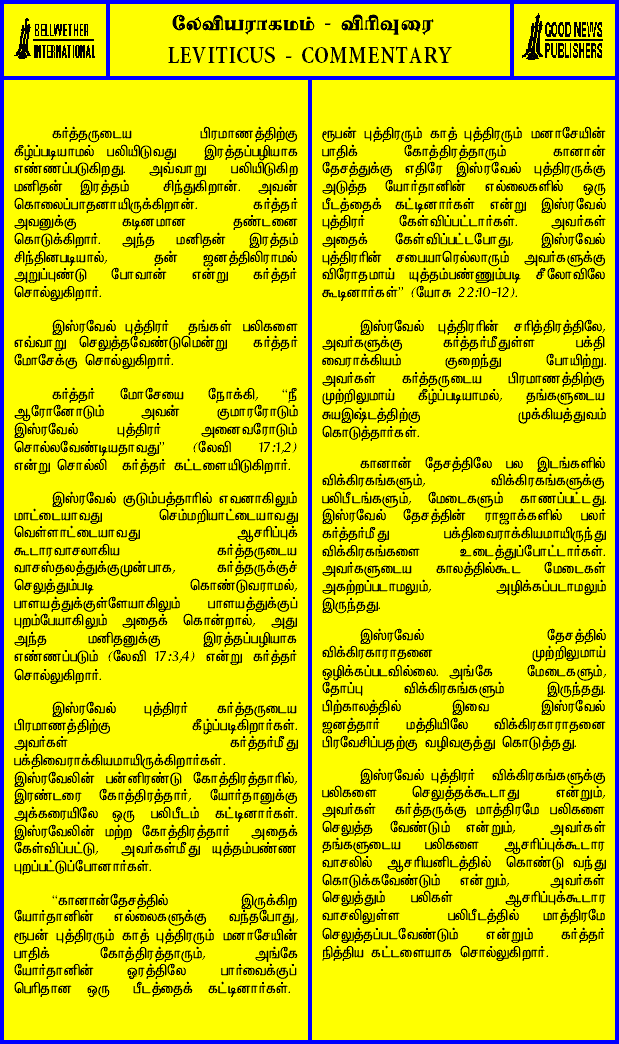 BELLWETHER
INTERNATIONAL
லேவியராகமம் - விரிவுரை
LEVITICUS - COMMENTARY
GOOD NEWS
PUBLISHERS
கர்த்தருடைய பிரமாணத்திற்கு
கீழ்ப்படியாமல் பலியிடுவது இரத்தப்பழியாக
எண்ணப்படுகிறது. அவ்வாறு பலியிடுகிற
மனிதன் இரத்தம் சிந்துகிறான். அவன்
கொலைப்பாதனாயிருக்கிறான். கர்த்தர்
அவனுக்கு கடினமான தண்டனை
கொடுக்கிறார். அந்த மனிதன் இரத்தம்
சிந்தினபடியால், தன் ஜனத்திலிராமல்
அறுப்புண்டு போவான் என்று கர்த்தர்
சொல்லுகிறார்.
இஸ்ரவேல் புத்திரர் தங்கள் பலிகளை
எவ்வாறு செலுத்தவேண்டுமென்று கர்த்தர்
மோசேக்கு சொல்லுகிறார்.
கர்த்தர் மோசேயை நோக்கி, “நீ
ஆரோனோடும் அவன் குமாரரோடும்
இஸ்ரவேல் புத்திரர் அனைவரோடும்
சொல்லவேண்டியதாவது” (லேவி 17:1,2)
என்று சொல்லி கர்த்தர் கட்டளையிடுகிறார்.
இஸ்ரவேல் குடும்பத்தாரில் எவனாகிலும்
மாட்டையாவது செம்மறியாட்டையாவது
வெள்ளாட்டையாவது ஆசரிப்புக்
கூடாரவாசலாகிய கர்த்தருடைய
வாசஸ்தலத்துக்குமுன்பாக, கர்த்தருக்குச்
செலுத்தும்படி கொண்டுவராமல்,
பாளயத்துக்குள்ளேயாகிலும் பாளயத்துக்குப்
புறம்பேயாகிலும் அதைக் கொன்றால், அது
அந்த மனிதனுக்கு இரத்தப்பழியாக
எண்ணப்படும் (லேவி 17:3,4) என்று கர்த்தர்
சொல்லுகிறார்.
இஸ்ரவேல் புத்திரர் கர்த்தருடைய
பிரமாணத்திற்கு கீழ்ப்படிகிறார்கள்.
அவர்கள் கர்த்தர்மீது
பக்திவைராக்கியமாயிருக்கிறார்கள்.
இஸ்ரவேலின் பன்னிரண்டு கோத்திரத்தாரில்,
இரண்டரை கோத்திரத்தார், யோர்தானுக்கு
அக்கரையிலே ஒரு பலிபீடம் கட்டினார்கள்.
இஸ்ரவேலின் மற்ற கோத்திரத்தார் அதைக்
கேள்விப்பட்டு, அவர்கள்மீது யுத்தம்பண்ண
புறப்பட்டுப்போனார்கள்.
“கானான்தேசத்தில் இருக்கிற
யோர்தானின் எல்லைகளுக்கு வந்தபோது,
ரூபன் புத்திரரும் காத் புத்திரரும் மனாசேயின்
பாதிக் கோத்திரத்தாரும், அங்கே
யோர்தானின் ஓரத்திலே பார்வைக்குப்
பெரிதான ஒரு பீடத்தைக் கட்டினார்கள்.
ரூபன் புத்திரரும் காத் புத்திரரும் மனாசேயின்
பாதிக் கோத்திரத்தாரும் கானான்
தேசத்துக்கு எதிரே இஸ்ரவேல் புத்திரருக்கு
அடுத்த யோர்தானின் எல்லைகளில் ஒரு
பீடத்தைக் கட்டினார்கள் என்று இஸ்ரவேல்
புத்திரர் கேள்விப்பட்டார்கள். அவர்கள்
அதைக் கேள்விப்பட்டபோது, இஸ்ரவேல்
புத்திரரின் சபையாரெல்லாரும் அவர்களுக்கு
விரோதமாய் யுத்தம்பண்ணும்படி சீலோவிலே
கூடினார்கள்” (யோசு 22:10-12).
இஸ்ரவேல் புத்திரரின் சரித்திரத்திலே,
அவர்களுக்கு கர்த்தர்மீதுள்ள பக்தி
வைராக்கியம் குறைந்து போயிற்று.
அவர்கள் கர்த்தருடைய பிரமாணத்திற்கு
முற்றிலுமாய் கீழ்ப்படியாமல், தங்களுடைய
சுயஇஷ்டத்திற்கு முக்கியத்துவம்
கொடுத்தார்கள்.
கானான் தேசத்திலே பல இடங்களில்
விக்கிரகங்களும், விக்கிரகங்களுக்கு
பலிபீடங்களும், மேடைகளும் காணப்பட்டது.
இஸ்ரவேல் தேசத்தின் ராஜாக்களில் பலர்
கர்த்தர்மீது பக்திவைராக்கியமாயிருந்து
விக்கிரகங்களை உடைத்துப்போட்டார்கள்.
அவர்களுடைய காலத்தில்கூட மேடைகள்
அகற்றப்படாமலும், அழிக்கப்படாமலும்
இருந்தது.
இஸ்ரவேல் தேசத்தில்
விக்கிரகாராதனை முற்றிலுமாய்
ஒழிக்கப்படவில்லை. அங்கே மேடைகளும்,
தோப்பு விக்கிரகங்களும் இருந்தது.
பிற்காலத்தில் இவை இஸ்ரவேல்
ஜனத்தார் மத்தியிலே விக்கிரகாராதனை
பிரவேசிப்பதற்கு வழிவகுத்து கொடுத்தது.
இஸ்ரவேல் புத்திரர் விக்கிரகங்களுக்கு
பலிகளை செலுத்தக்கூடாது என்றும்,
அவர்கள் கர்த்தருக்கு மாத்திரமே பலிகளை
செலுத்த வேண்டும் என்றும், அவர்கள்
தங்களுடைய பலிகளை ஆசரிப்புக்கூடார
வாசலில் ஆசரியனிடத்தில் கொண்டு வந்து
கொடுக்கவேண்டும் என்றும், அவர்கள்
செலுத்தும் பலிகள் ஆசரிப்புக்கூடார
வாசலிலுள்ள பலிபீடத்தில் மாத்திரமே
செலுத்தப்படவேண்டும் என்றும் கர்த்தர்
நித்திய கட்டளையாக சொல்லுகிறார்.